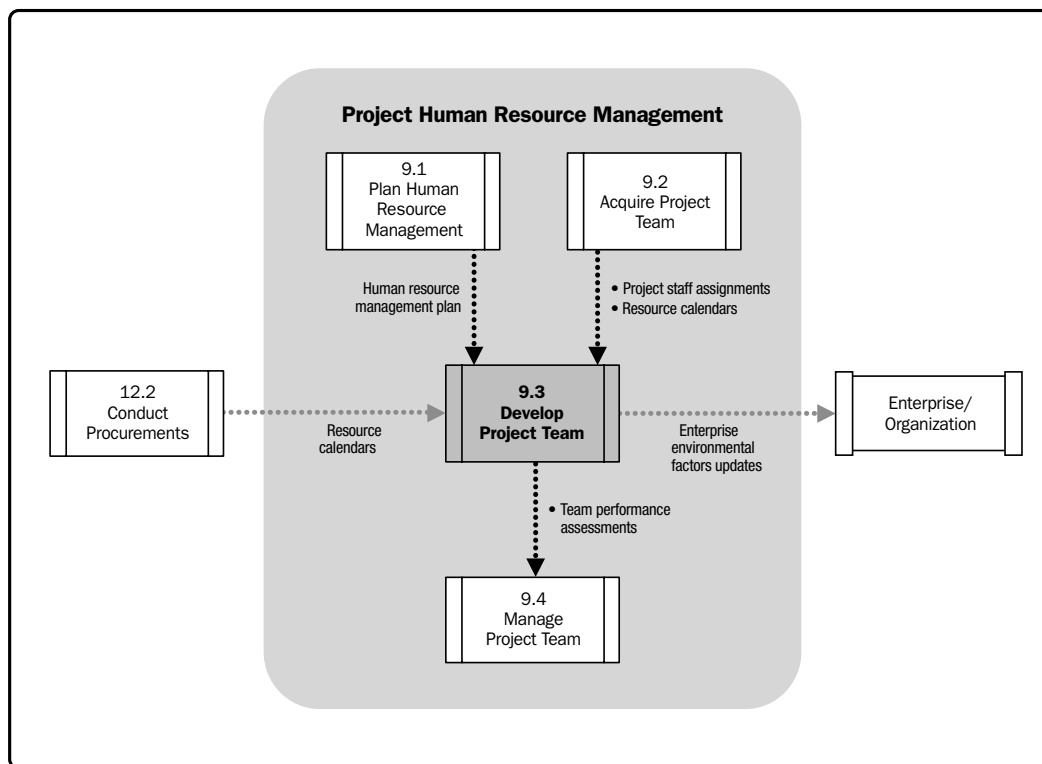 Project Human Resource Management
9.1
Plan Human
Resource
Management
9.2
Acquire Project
Team
Human resource
management plan
• Project staff assignments
• Resource calendars
12.2
Conduct
Procurements
Resource
calendars
9.3
Develop
Project Team
Enterprise
environmental
factors updates
Enterprise/
Organization
• Team performance
assessments
9.4
Manage
Project Team